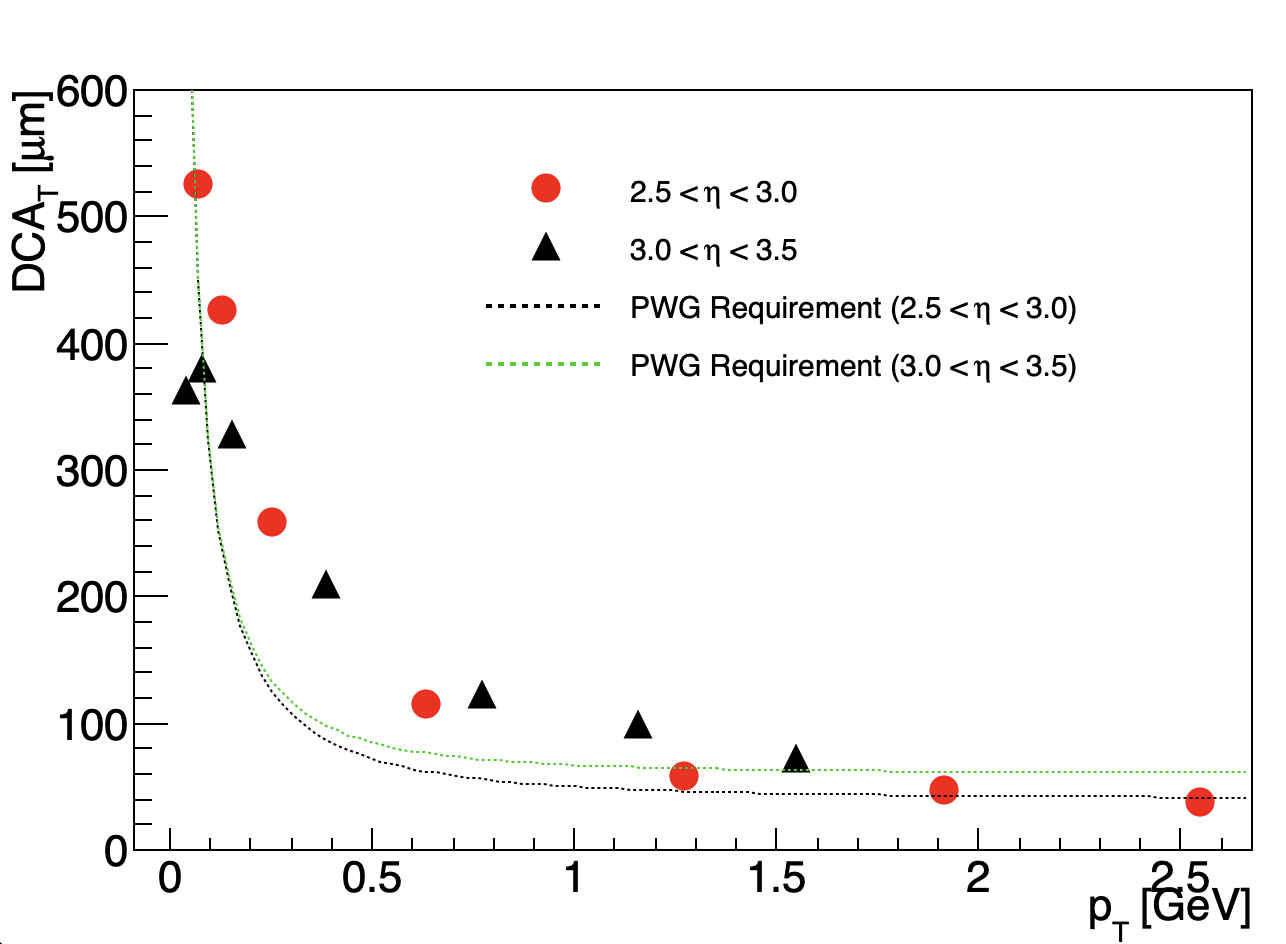 DCA_T [μm]
600
500
400
300
200
100
0
2.5 < η < 3.0
3.0 < η < 3.5
PWG Requirement (2.5 < η < 3.0)
PWG Requirement (3.0 < η < 3.5)
0 0.5 1 1.5 2 2.5
p_T [GeV]